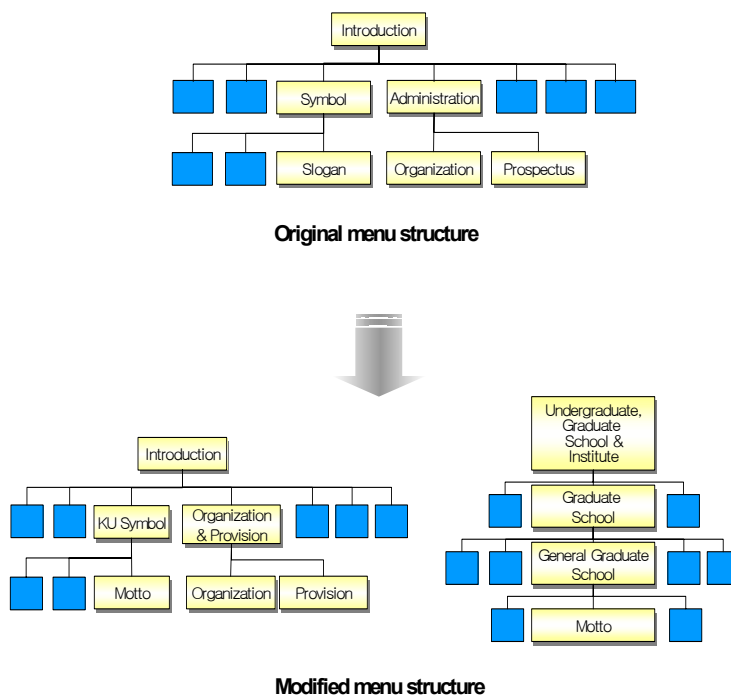 Introduction
Symbol
Administration
Slogan
Organization
Prospectus
Original menu structure
Introduction
KU Symbol
Organization
& Provision
Motto
Organization
Provision
Undergraduate,
Graduate
School &
Institute
Graduate
School
General Graduate
School
Motto
Modified menu structure